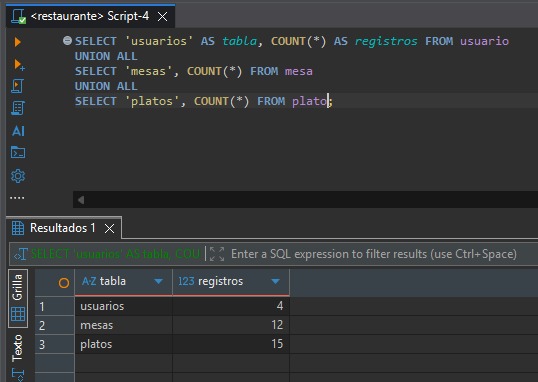 <restaurante> Script-4
SELECT 'usuarios' AS tabla, COUNT(*) AS registros FROM usuario
UNION ALL
SELECT 'mesas', COUNT(*) FROM mesa
UNION ALL
SELECT 'platos', COUNT(*) FROM plato;
AI
Resultados 1
SELECT 'usuarios' AS tabla, COU
Enter a SQL expression to filter results (use Ctrl+Space)
Grilla
Texto
A-Z tabla 123 registros
1 usuarios 4
2 mesas 12
3 platos 15